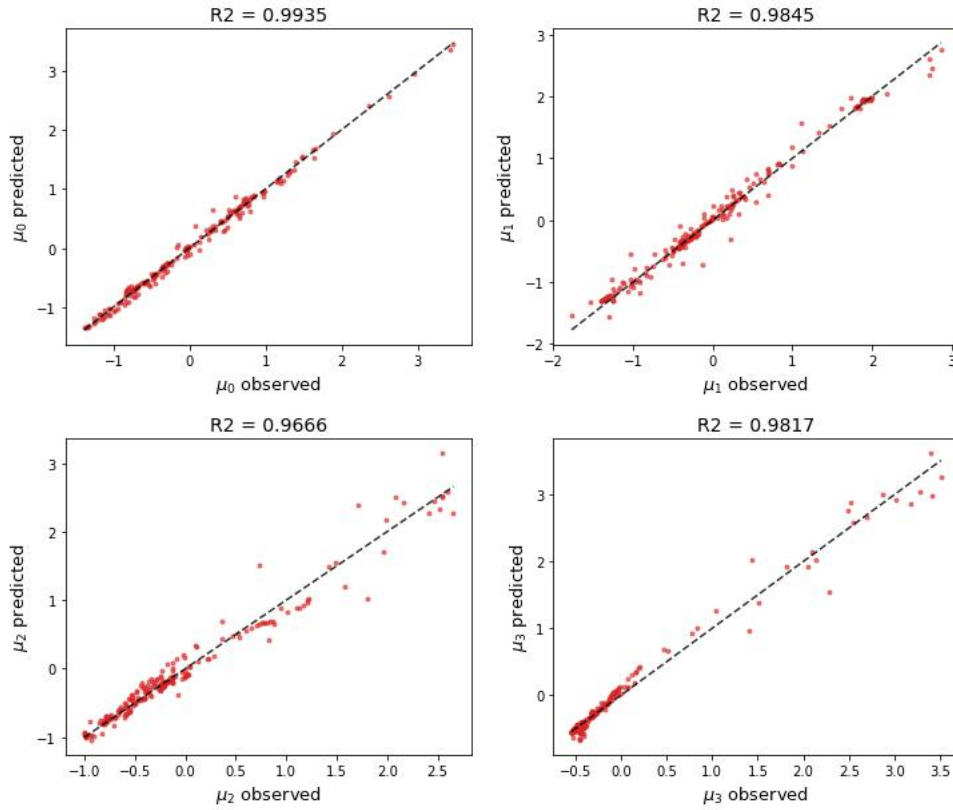 R2 = 0.9935
μ0 predicted
3
2
1
0
−1
−1 0 1 2 3
μ0 observed
R2 = 0.9845
μ1 predicted
3
2
1
0
−1
−2
−2 −1 0 1 2 3
μ1 observed
R2 = 0.9666
μ2 predicted
3
2
1
0
−1
−1.0 −0.5 0.0 0.5 1.0 1.5 2.0 2.5
μ2 observed
R2 = 0.9817
μ3 predicted
3
2
1
0
−0.5 0.0 0.5 1.0 1.5 2.0 2.5 3.0 3.5
μ3 observed